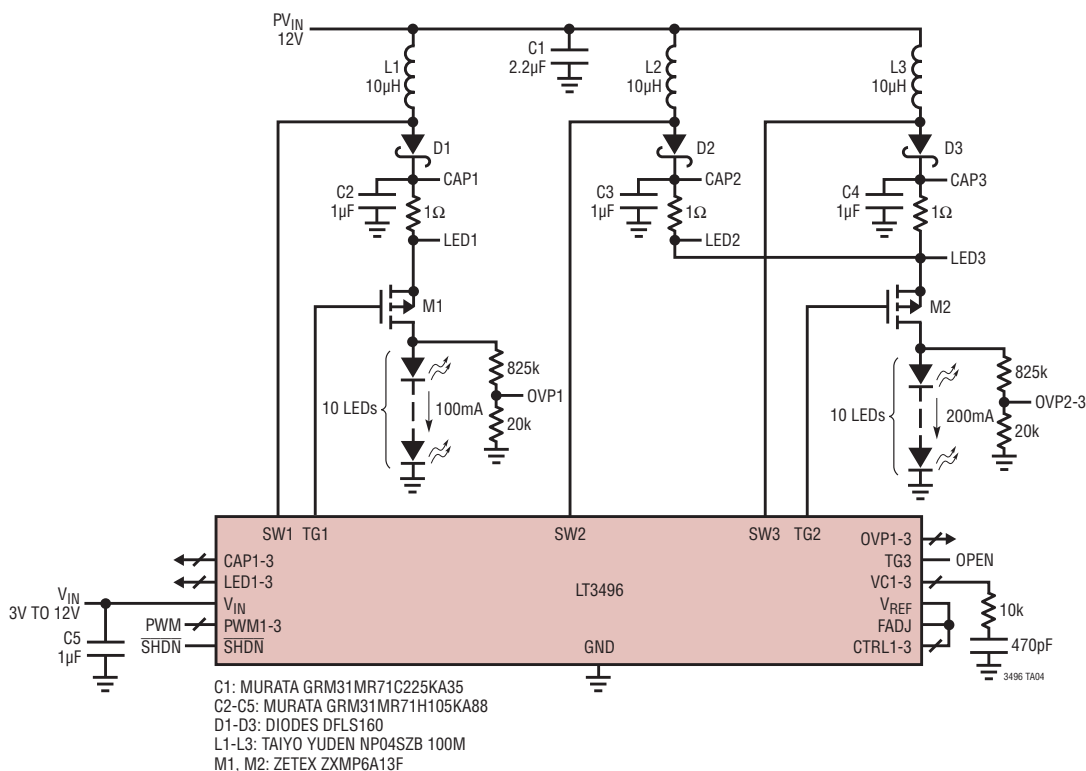 PVIN
12V
C1
2.2µF
L1
10µH
L2
10µH
L3
10µH
D1
D2
D3
CAP1
CAP2
CAP3
C2
1µF
1Ω
C3
1µF
1Ω
C4
1µF
1Ω
LED1
LED2
LED3
M1
M2
825k
OVP1
10 LEDs
100mA
20k
825k
OVP2-3
10 LEDs
200mA
20k
SW1 TG1 SW2 SW3 TG2
OVP1-3
CAP1-3
TG3
OPEN
LED1-3
LT3496
VC1-3
VIN
3V TO 12V
VIN
VREF
10k
PWM
PWM1-3
FADJ
C5
1µF
SHDN
SHDN
GND
CTRL1-3
470pF
3496 TA04
C1: MURATA GRM31MR71C225KA35
C2-C5: MURATA GRM31MR71H105KA88
D1-D3: DIODES DFLS160
L1-L3: TAIYO YUDEN NP04SZB 100M
M1, M2: ZETEX ZXMP6A13F